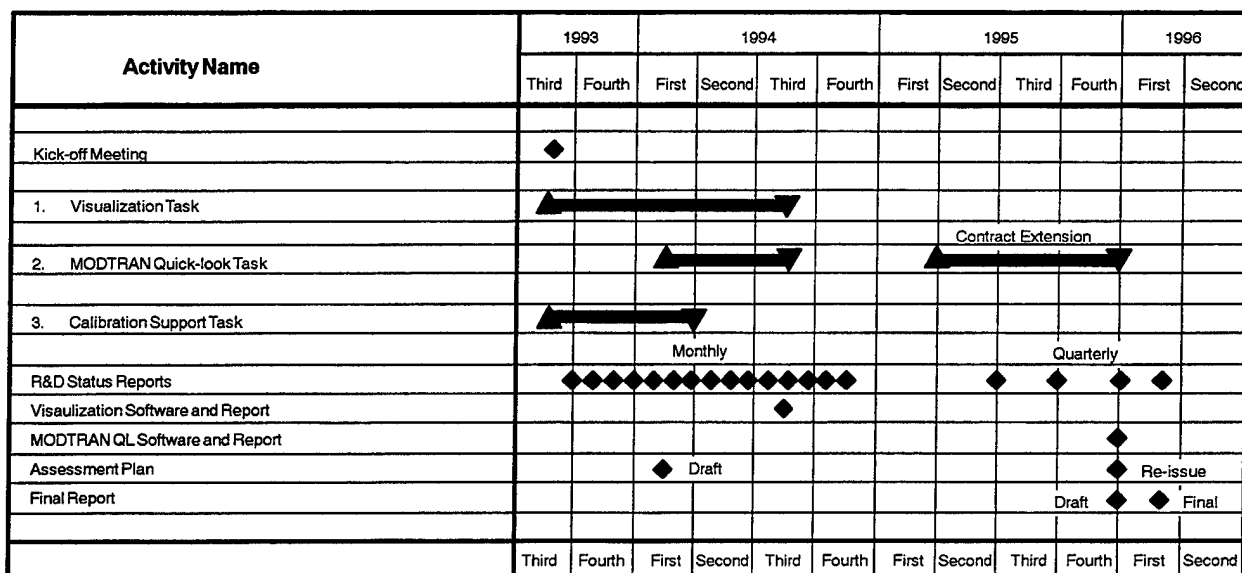 Activity Name
1993 1994 1995 1996
Third Fourth First Second Third Fourth First Second Third Fourth First Second
Kick-off Meeting
1. Visualization Task
Contract Extension
2. MODTRAN Quick-look Task
3. Calibration Support Task
Monthly Quarterly
R&D Status Reports
Visaulization Software and Report
MODTRAN QL Software and Report
Assessment Plan Draft Re-issue
Final Report Draft Final
Third Fourth First Second Third Fourth First Second Third Fourth First Second